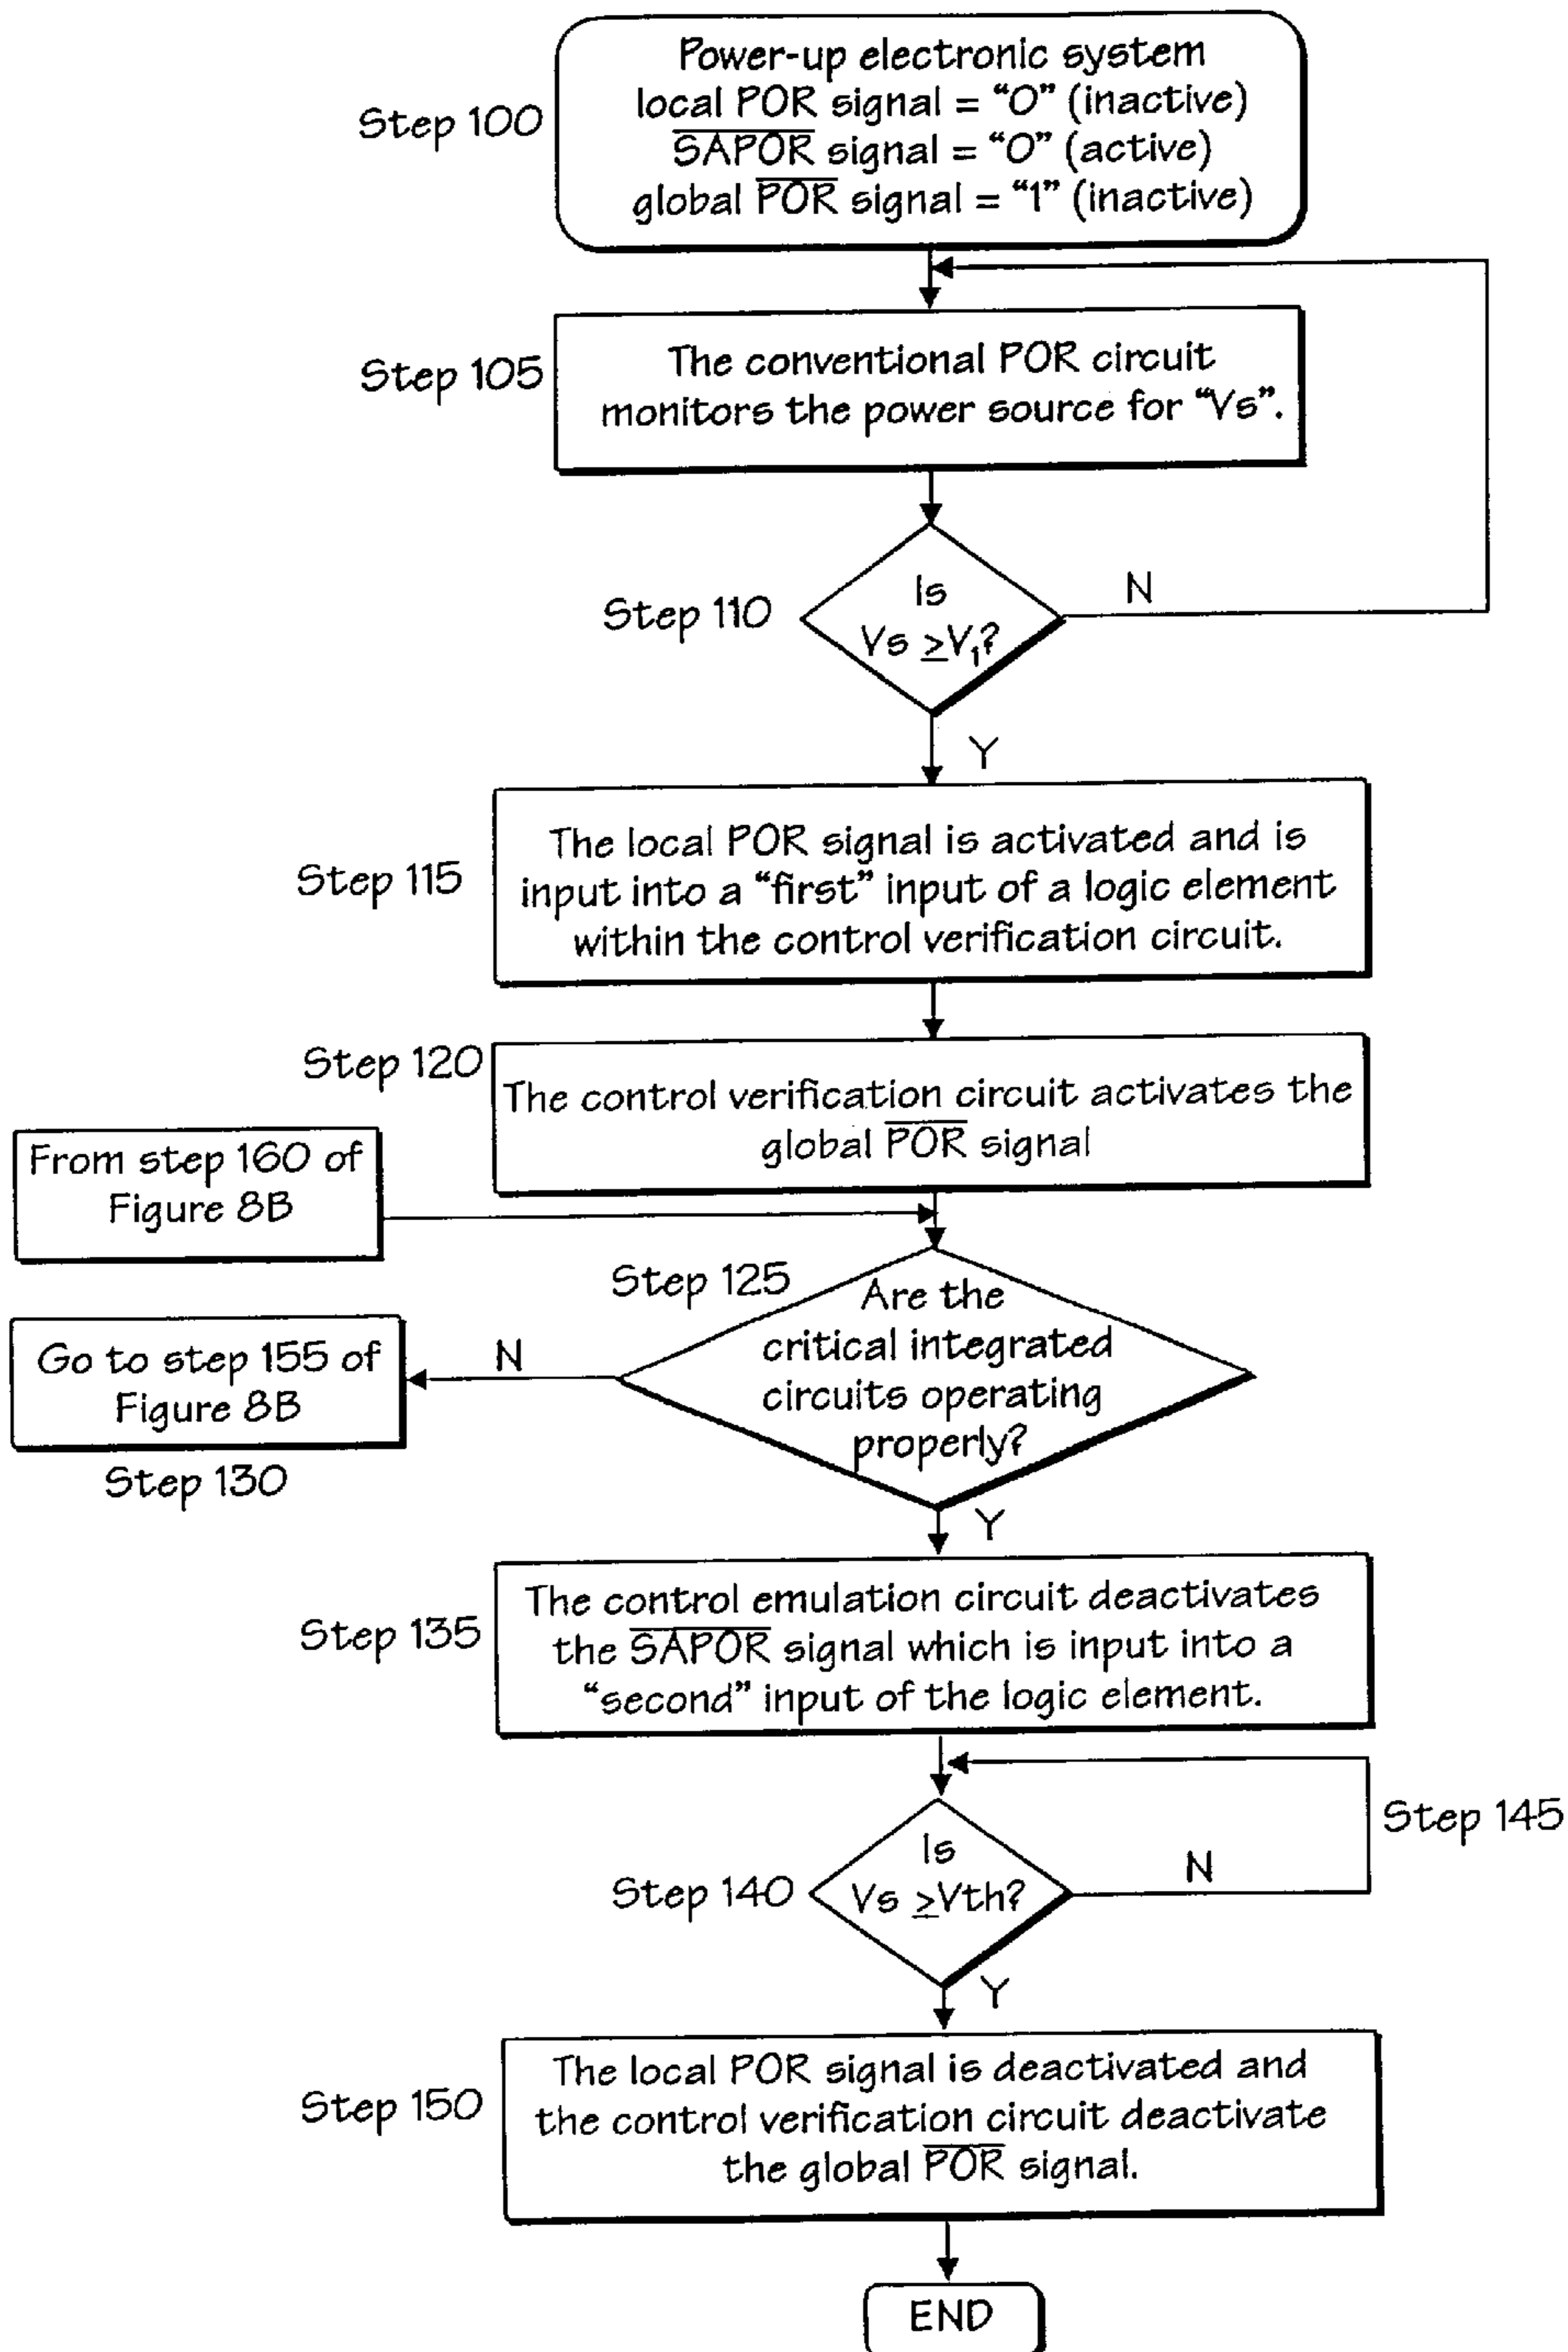 Power-up electronic system
local POR signal = “0” (inactive)
Step 100
S̅A̅P̅O̅R̅ signal = “0” (active)
global P̅O̅R̅ signal = “1” (inactive)
The conventional POR circuit
Step 105
monitors the power source for “Vs”.
Is
N
Step 110
Vs ≥V₁?
Y
The local POR signal is activated and is
Step 115
input into a “first” input of a logic element
within the control verification circuit.
Step 120
The control verification circuit activates the
global P̅O̅R̅ signal
From step 160 of
Figure 8B
Step 125
Are the
critical integrated
circuits operating
properly?
N
Go to step 155 of
Figure 8B
Step 130
Y
The control emulation circuit deactivates
Step 135
the S̅A̅P̅O̅R̅ signal which is input into a
“second” input of the logic element.
Step 145
Is
N
Step 140
Vs ≥Vth?
Y
The local POR signal is deactivated and
Step 150
the control verification circuit deactivate
the global P̅O̅R̅ signal.
END